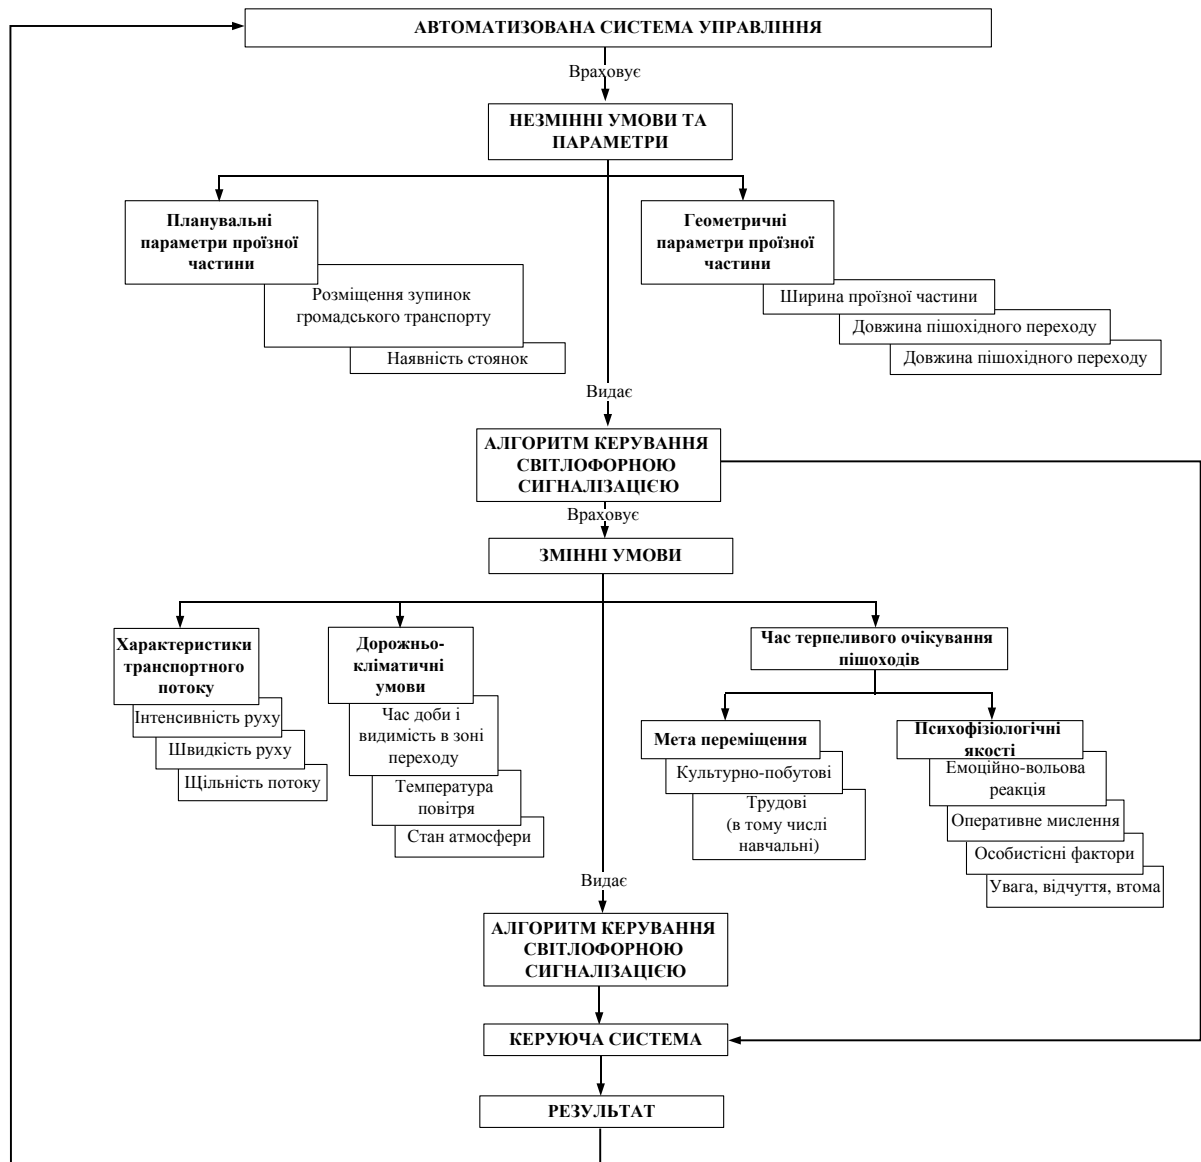 АВТОМАТИЗОВАНА СИСТЕМА УПРАВЛІННЯ
Враховує
НЕЗМІННІ УМОВИ ТА
ПАРАМЕТРИ
Планувальні
параметри проїзної
частини
Розміщення зупинок
громадського транспорту
Наявність стоянок
Геометричні
параметри проїзної
частини
Ширина проїзної частини
Довжина пішохідного переходу
Довжина пішохідного переходу
Видає
АЛГОРИТМ КЕРУВАННЯ
СВІТЛОФОРНОЮ
СИГНАЛІЗАЦІЄЮ
Враховує
ЗМІННІ УМОВИ
Характеристики
транспортного
потоку
Інтенсивність руху
Швидкість руху
Щільність потоку
Дорожньо-
кліматичні
умови
Час доби і
видимість в зоні
переходу
Температура
повітря
Стан атмосфери
Час терпеливого очікування
пішоходів
Мета переміщення
Культурно-побутові
Трудові
(в тому числі
навчальні)
Психофізіологічні
якості
Емоційно-вольова
реакція
Оперативне мислення
Особистісні фактори
Увага, відчуття, втома
Видає
АЛГОРИТМ КЕРУВАННЯ
СВІТЛОФОРНОЮ
СИГНАЛІЗАЦІЄЮ
КЕРУЮЧА СИСТЕМА
РЕЗУЛЬТАТ